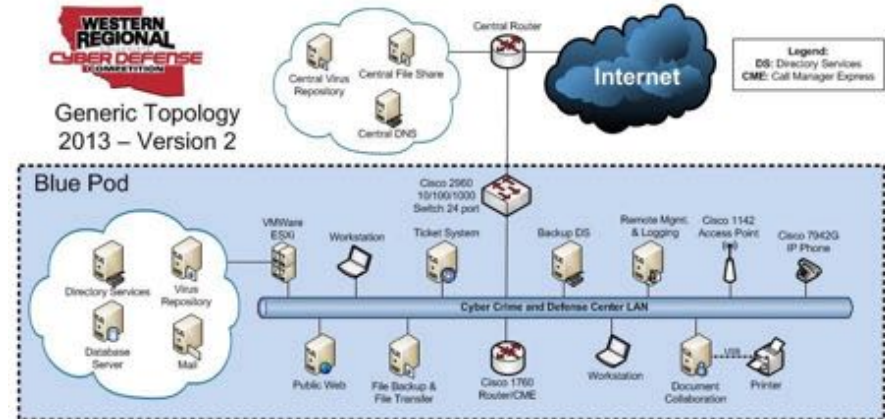 WESTERN
REGIONAL
CYBER DEFENSE
COMPETITION
Generic Topology
2013 – Version 2
Central Router
Central Virus
Repository
Central File Share
Central DNS
Internet
Legend:
DS: Directory Services
CME: Call Manager Express
Blue Pod
Cisco 2960
10/100/1000
Switch 24 port
VMWare
ESXi
Workstation
Ticket System
Backup DS
Remote Mgmt.
& Logging
Cisco 1142
Access Point
Cisco 7942G
IP Phone
Directory Services
Virus
Repository
Database
Server
Mail
Cyber Crime and Defense Center LAN
Public Web
File Backup &
File Transfer
Cisco 1760
Router/CME
Workstation
Document
Collaboration
USB
Printer